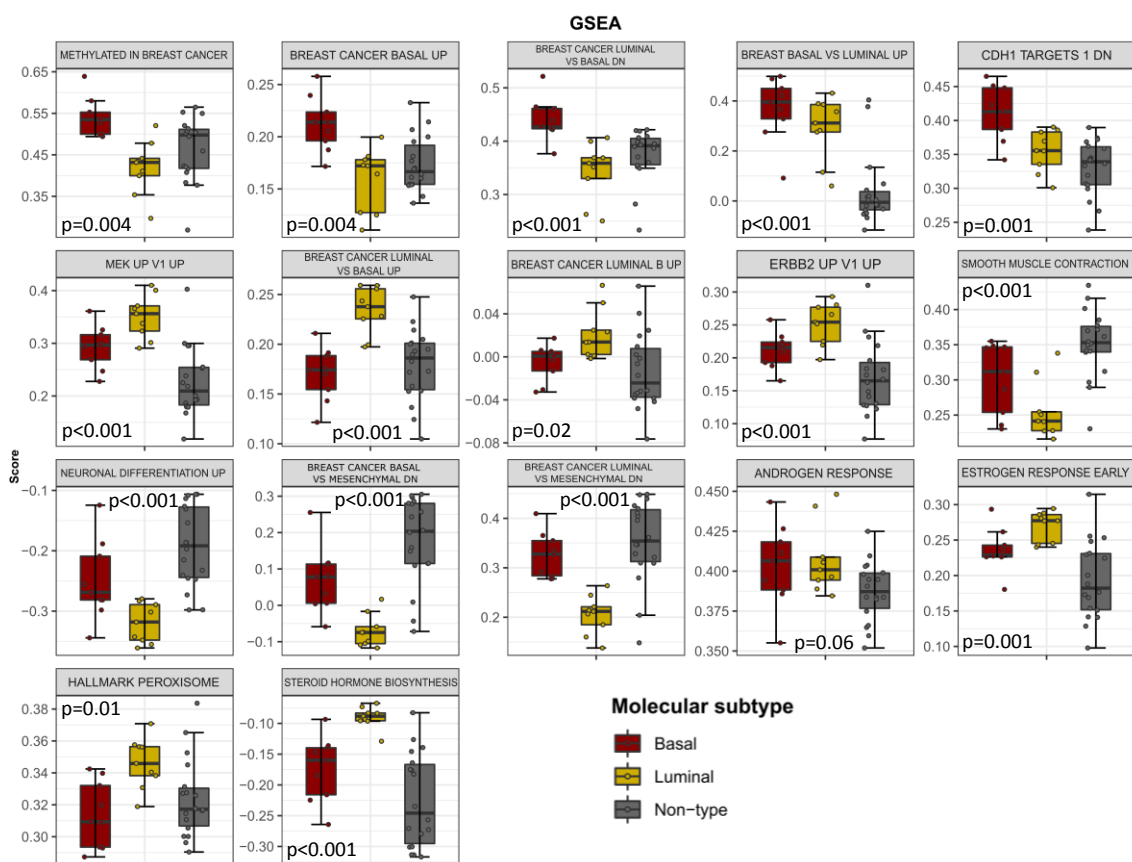 GSEA
METHYLATED IN BREAST CANCER
0.65
0.55
0.45
0.35
p=0.004
BREAST CANCER BASAL UP
0.25
0.20
0.15
p=0.004
BREAST CANCER LUMINAL
VS BASAL DN
0.5
0.4
0.3
p<0.001
BREAST BASAL VS LUMINAL UP
0.4
0.2
0.0
p<0.001
CDH1 TARGETS 1 DN
0.45
0.40
0.35
0.30
0.25
p=0.001
MEK UP V1 UP
0.4
0.3
0.2
p<0.001
BREAST CANCER LUMINAL
VS BASAL UP
0.25
0.20
0.15
0.10
p<0.001
BREAST CANCER LUMINAL B UP
0.04
0.00
−0.04
−0.08
p=0.02
ERBB2 UP V1 UP
0.30
0.25
0.20
0.15
0.10
p<0.001
SMOOTH MUSCLE CONTRACTION
p<0.001
0.40
0.35
0.30
0.25
Score
NEURONAL DIFFERENTIATION UP
−0.1
−0.2
−0.3
p<0.001
BREAST CANCER BASAL
VS MESENCHYMAL DN
0.3
0.2
0.1
0.0
−0.1
p<0.001
BREAST CANCER LUMINAL
VS MESENCHYMAL DN
0.4
0.3
0.2
p<0.001
ANDROGEN RESPONSE
0.450
0.425
0.400
0.375
0.350
p=0.06
ESTROGEN RESPONSE EARLY
0.30
0.25
0.20
0.15
0.10
p=0.001
HALLMARK PEROXISOME
p=0.01
0.38
0.36
0.34
0.32
0.30
STEROID HORMONE BIOSYNTHESIS
−0.10
−0.15
−0.20
−0.25
−0.30
p<0.001
Molecular subtype
Basal
Luminal
Non−type